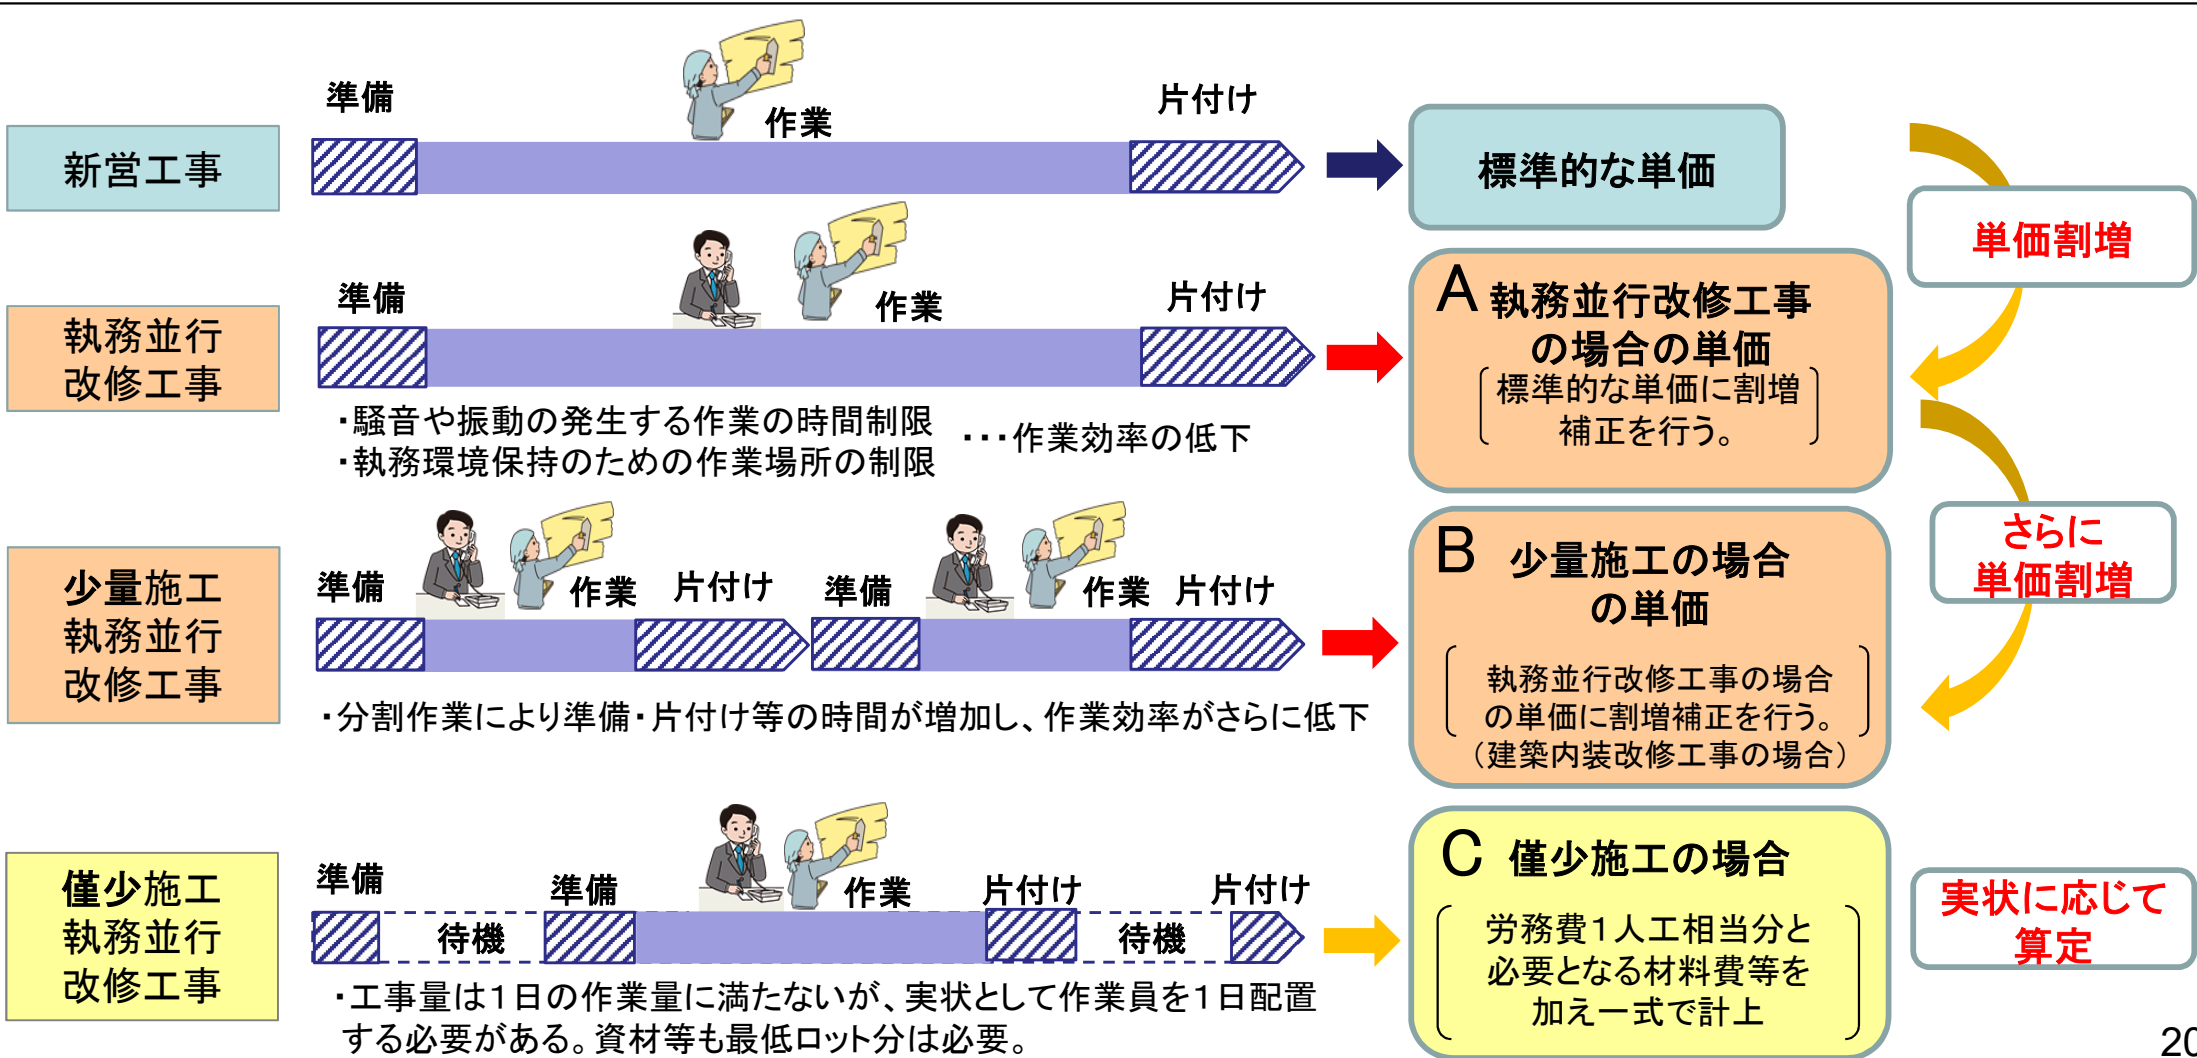 新営工事
準備
作業
片付け
標準的な単価
単価割増
執務並行
改修工事
準備
作業
片付け
・騒音や振動の発生する作業の時間制限
・執務環境保持のための作業場所の制限
・・・作業効率の低下
A 執務並行改修工事
の場合の単価
標準的な単価に割増
補正を行う。
さらに
単価割増
少量施工
執務並行
改修工事
準備
作業
片付け
準備
作業
片付け
・分割作業により準備・片付け等の時間が増加し、作業効率がさらに低下
B 少量施工の場合
の単価
執務並行改修工事の場合
の単価に割増補正を行う。
（建築内装改修工事の場合）
僅少施工
執務並行
改修工事
準備
待機
準備
作業
片付け
待機
片付け
・工事量は１日の作業量に満たないが、実状として作業員を１日配置
する必要がある。資材等も最低ロット分は必要。
C 僅少施工の場合
労務費１人工相当分と
必要となる材料費等を
加え一式で計上
実状に応じて
算定
20